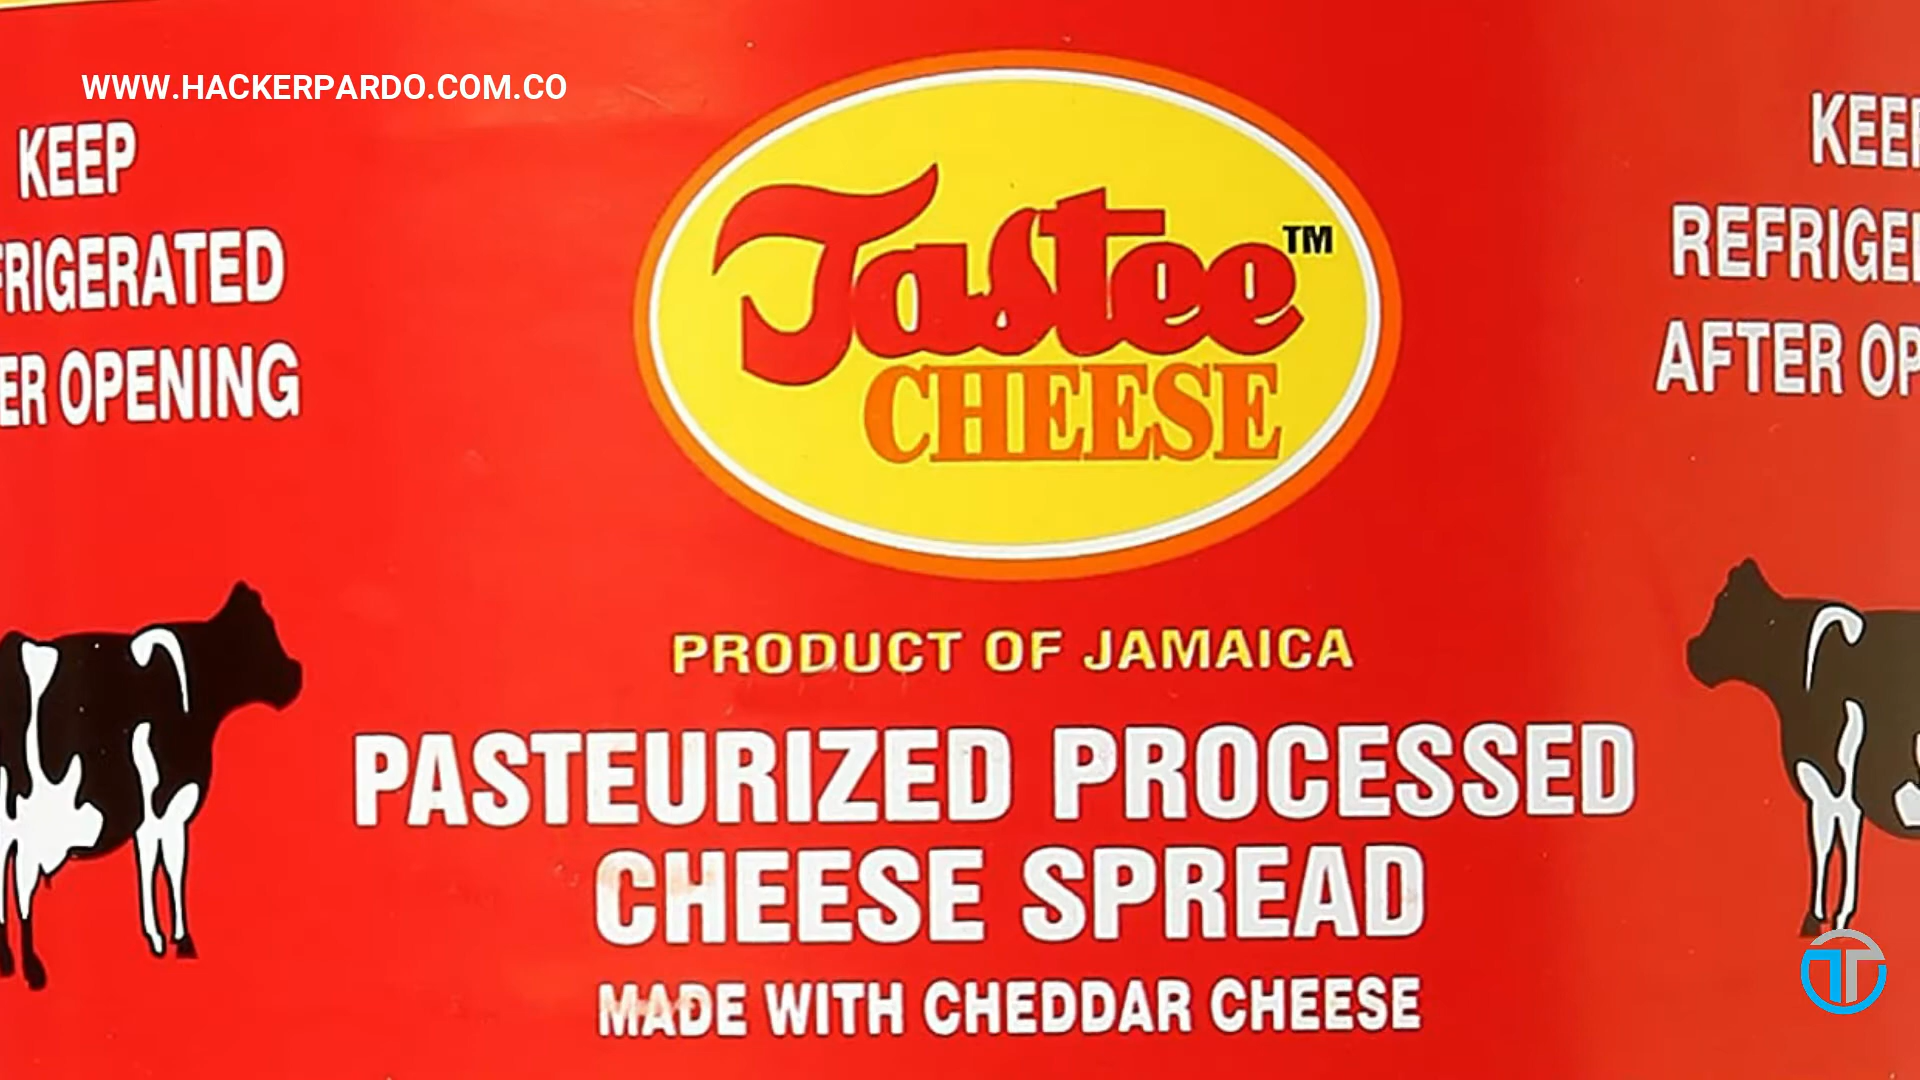 WWW.HACKERPARDO.COM.CO
KEEP
FRIGERATED
ER OPENING
Tastee™
CHEESE
PRODUCT OF JAMAICA
PASTEURIZED PROCESSED
CHEESE SPREAD
MADE WITH CHEDDAR CHEESE
KEEP
REFRIGE
AFTER OP